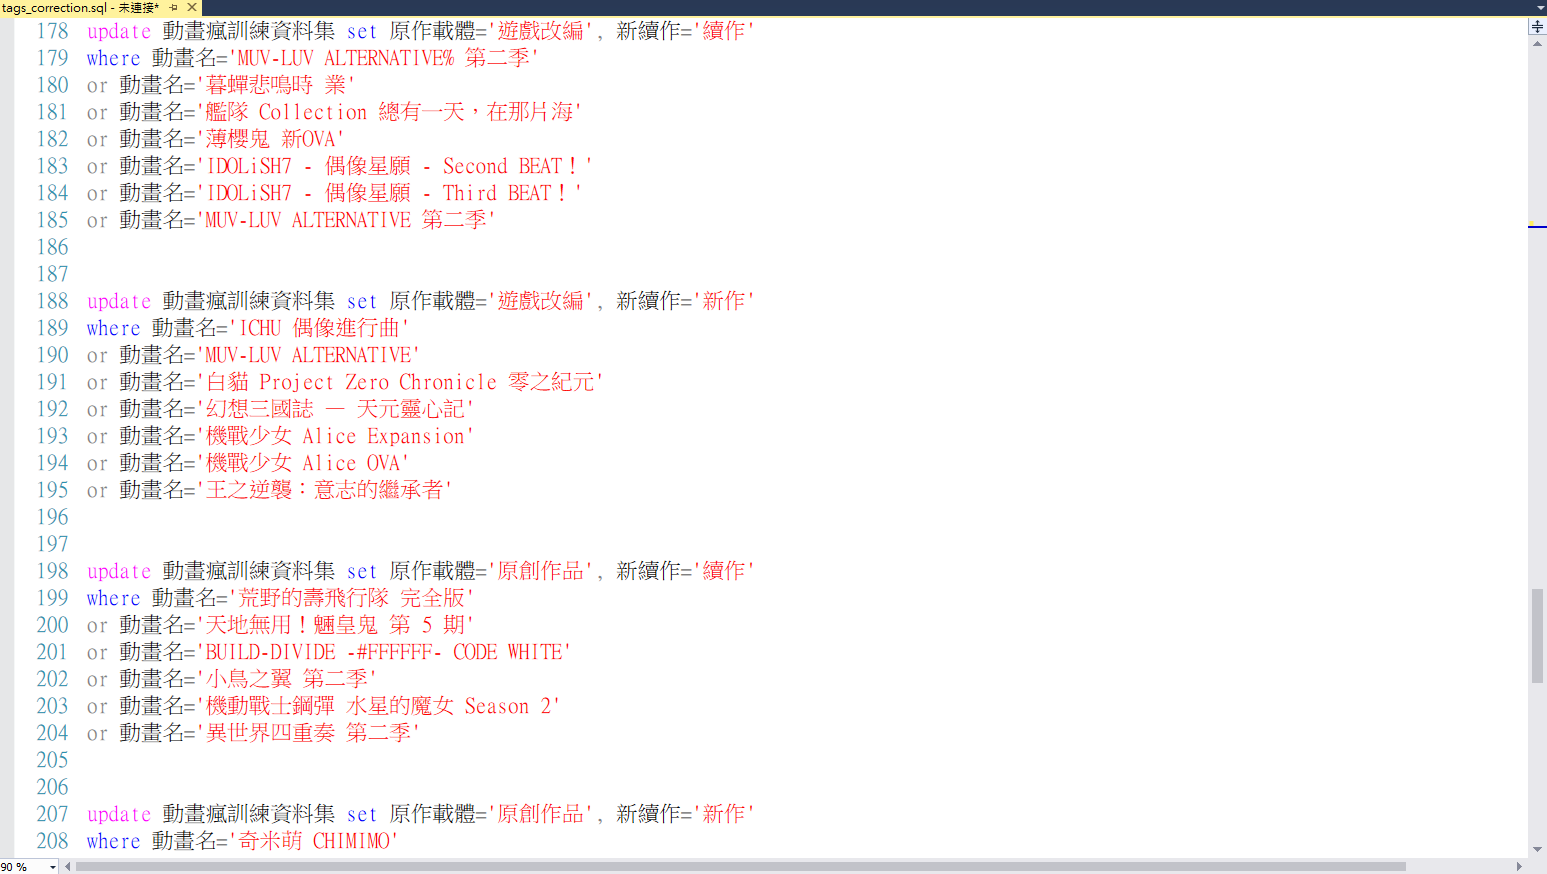 tags_correction.sql - 未連接*
178 update 動畫瘋訓練資料集 set 原作載體='遊戲改編', 新續作='續作'
179 where 動畫名='MUV-LUV ALTERNATIVE% 第二季'
180 or 動畫名='暮蟬悲鳴時 業'
181 or 動畫名='艦隊 Collection 總有一天，在那片海'
182 or 動畫名='薄櫻鬼 新OVA'
183 or 動畫名='IDOLiSH7 - 偶像星願 - Second BEAT！'
184 or 動畫名='IDOLiSH7 - 偶像星願 - Third BEAT！'
185 or 動畫名='MUV-LUV ALTERNATIVE 第二季'
186
187
188 update 動畫瘋訓練資料集 set 原作載體='遊戲改編', 新續作='新作'
189 where 動畫名='ICHU 偶像進行曲'
190 or 動畫名='MUV-LUV ALTERNATIVE'
191 or 動畫名='白貓 Project Zero Chronicle 零之紀元'
192 or 動畫名='幻想三國誌 — 天元靈心記'
193 or 動畫名='機戰少女 Alice Expansion'
194 or 動畫名='機戰少女 Alice OVA'
195 or 動畫名='王之逆襲：意志的繼承者'
196
197
198 update 動畫瘋訓練資料集 set 原作載體='原創作品', 新續作='續作'
199 where 動畫名='荒野的壽飛行隊 完全版'
200 or 動畫名='天地無用！魎皇鬼 第 5 期'
201 or 動畫名='BUILD-DIVIDE -#FFFFFF- CODE WHITE'
202 or 動畫名='小鳥之翼 第二季'
203 or 動畫名='機動戰士鋼彈 水星的魔女 Season 2'
204 or 動畫名='異世界四重奏 第二季'
205
206
207 update 動畫瘋訓練資料集 set 原作載體='原創作品', 新續作='新作'
208 where 動畫名='奇米萌 CHIMIMO'
90 %